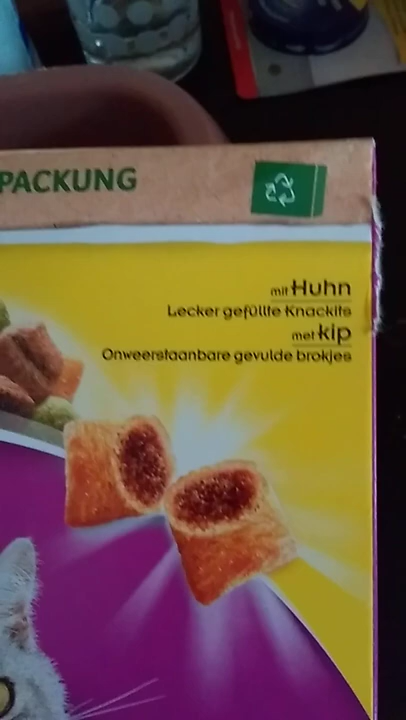 PACKUNG
mit Huhn
Lecker gefüllte Knackits
met kip
Onweerstaanbare gevulde brokjes